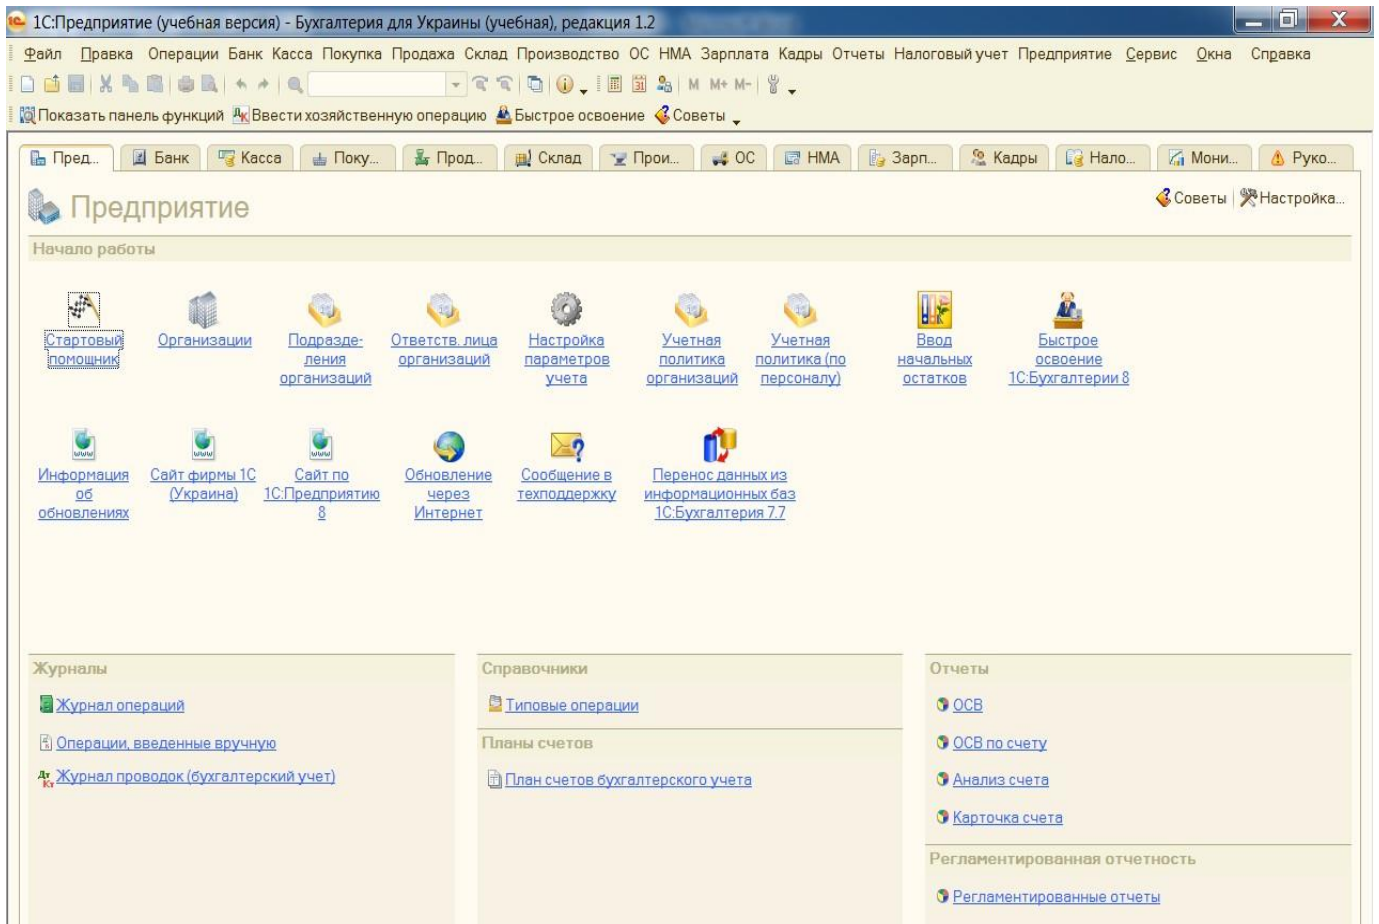 1С:Предприятие (учебная версия) - Бухгалтерия для Украины (учебная), редакция 1.2
Файл Правка Операции Банк Касса Покупка Продажа Склад Производство ОС НМА Зарплата Кадры Отчеты Налоговый учет Предприятие Сервис Окна Справка
M M+ M-
Показать панель функций Ввести хозяйственную операцию Быстрое освоение Советы
Пред... Банк Касса Поку... Прод... Склад Прои... ОС НМА Зарп... Кадры Нало... Мони... Руко...
Предприятие
Советы Настройка...
Начало работы
Стартовый помощник
Организации
Подразде-
ления
организаций
Ответств. лица
организаций
Настройка
параметров
учета
Учетная
политика
организаций
Учетная
политика (по
персоналу)
Ввод
начальных
остатков
Быстрое
освоение
1С:Бухгалтерии 8
Информация
об
обновлениях
Сайт фирмы 1С
(Украина)
Сайт по
1С:Предприятию
8
Обновление
через
Интернет
Сообщение в
техподдержку
Перенос данных из
информационных баз
1С:Бухгалтерия 7.7
Журналы
Журнал операций
Операции, введенные вручную
Журнал проводок (бухгалтерский учет)
Справочники
Типовые операции
Планы счетов
План счетов бухгалтерского учета
Отчеты
ОСВ
ОСВ по счету
Анализ счета
Карточка счета
Регламентированная отчетность
Регламентированные отчеты